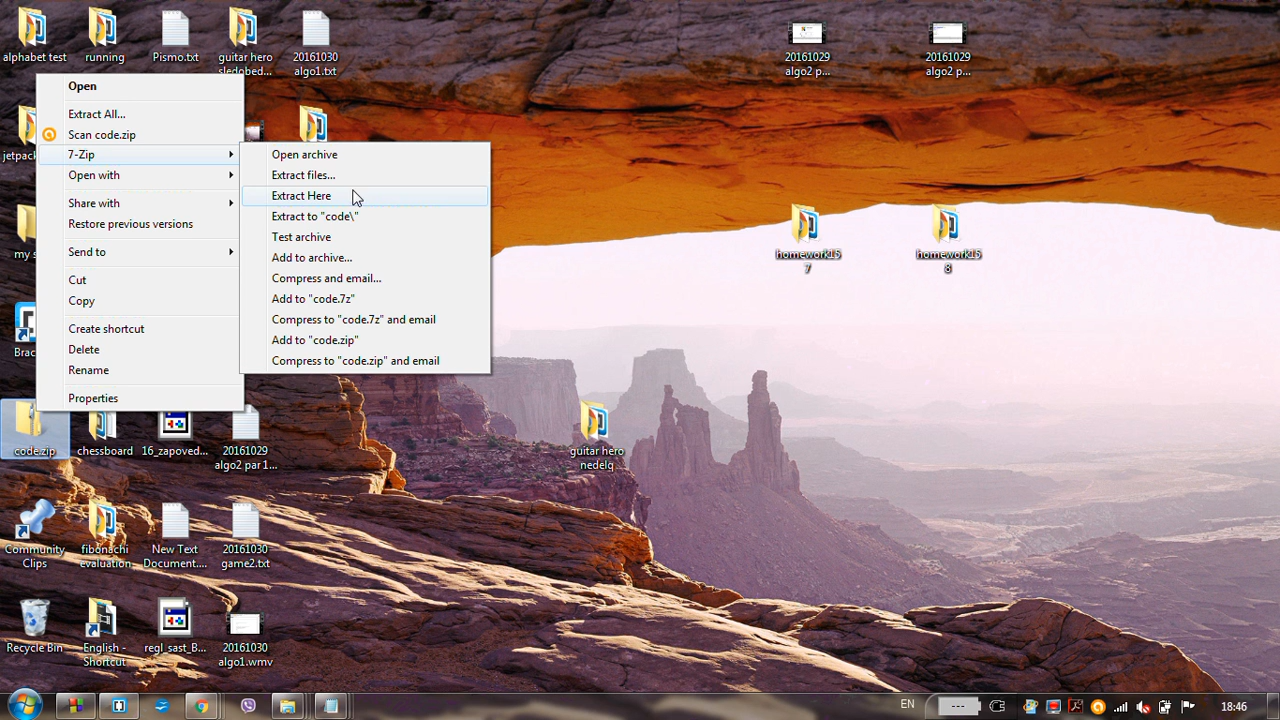 alphabet test
running
Pismo.txt
guitar hero
sledobed...
20161030
algo1.txt
20161029
algo2 p...
20161029
algo2 p...
Open
Extract All...
Scan code.zip
7-Zip
Open with
Share with
Restore previous versions
Send to
Cut
Copy
Create shortcut
Delete
Rename
Properties
Open archive
Extract files...
Extract Here
Extract to "code\"
Test archive
Add to archive...
Compress and email...
Add to "code.7z"
Compress to "code.7z" and email
Add to "code.zip"
Compress to "code.zip" and email
jetpack
my s
Brac
homework15
7
homework15
8
guitar hero
nedelq
code.zip
chessboard
16_zapoved...
20161029
algo2 par 1...
Community
Clips
fibonachi
evaluation
New Text
Document....
20161030
game2.txt
Recycle Bin
English -
Shortcut
regl_sast_B...
20161030
algo1.wmv
EN
---
18:46